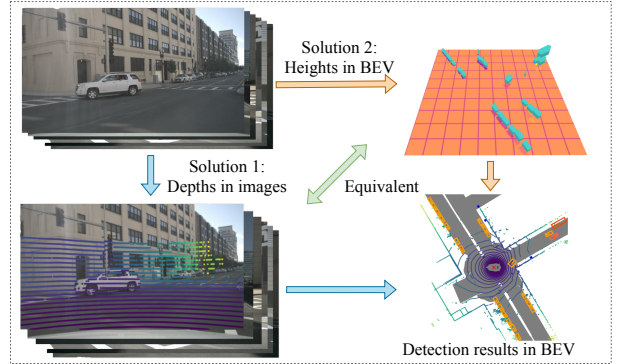 Solution 2:
Heights in BEV
Solution 1:
Depths in images
Equivalent
Detection results in BEV